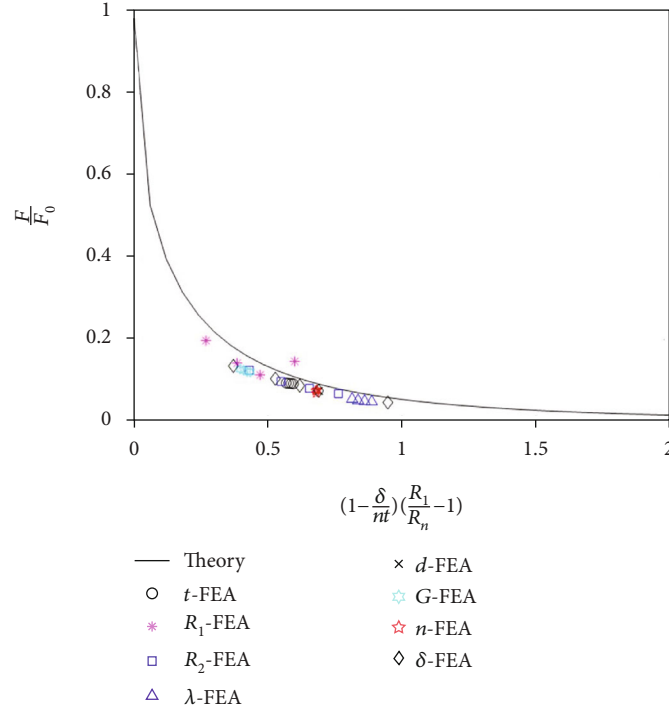 1
0.8
0.6
0.4
0.2
0
F/F₀
0 0.5 1 1.5 2
(1−δ/nt)(R₁/Rₙ−1)
Theory
t-FEA
R₁-FEA
R₂-FEA
λ-FEA
d-FEA
G-FEA
n-FEA
δ-FEA